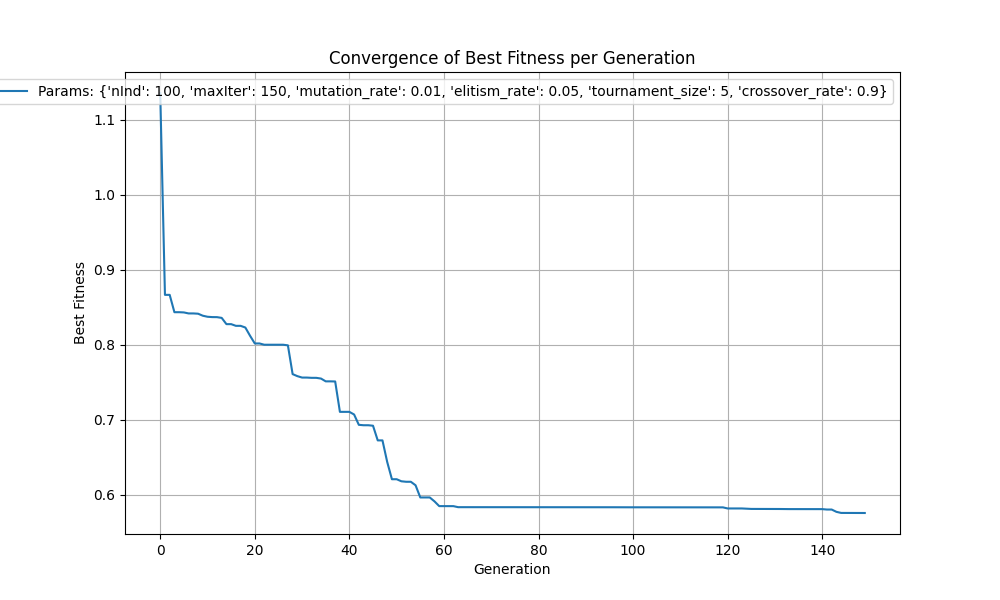 Convergence of Best Fitness per Generation
Params: {'nInd': 100, 'maxIter': 150, 'mutation_rate': 0.01, 'elitism_rate': 0.05, 'tournament_size': 5, 'crossover_rate': 0.9}
1.1
1.0
0.9
0.8
0.7
0.6
Best Fitness
0 20 40 60 80 100 120 140
Generation